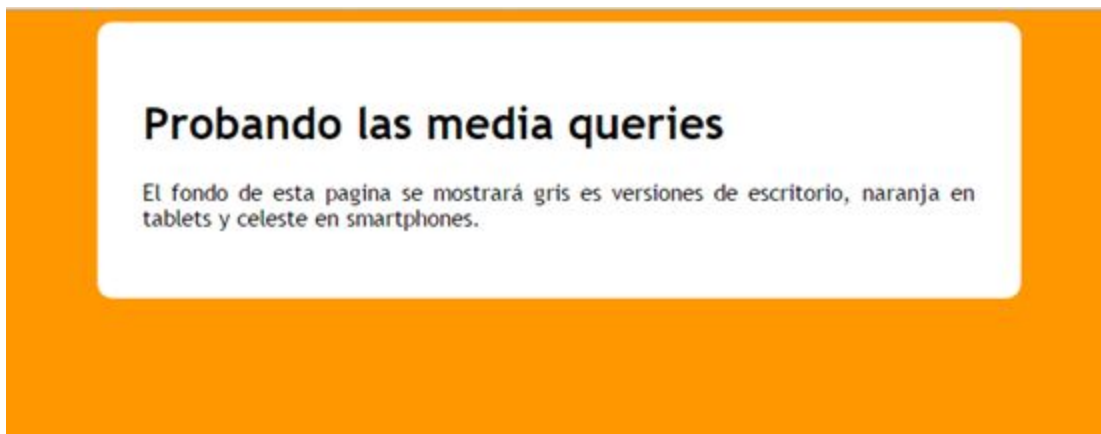 Probando las media queries
El fondo de esta pagina se mostrará gris es versiones de escritorio, naranja en
tablets y celeste en smartphones.